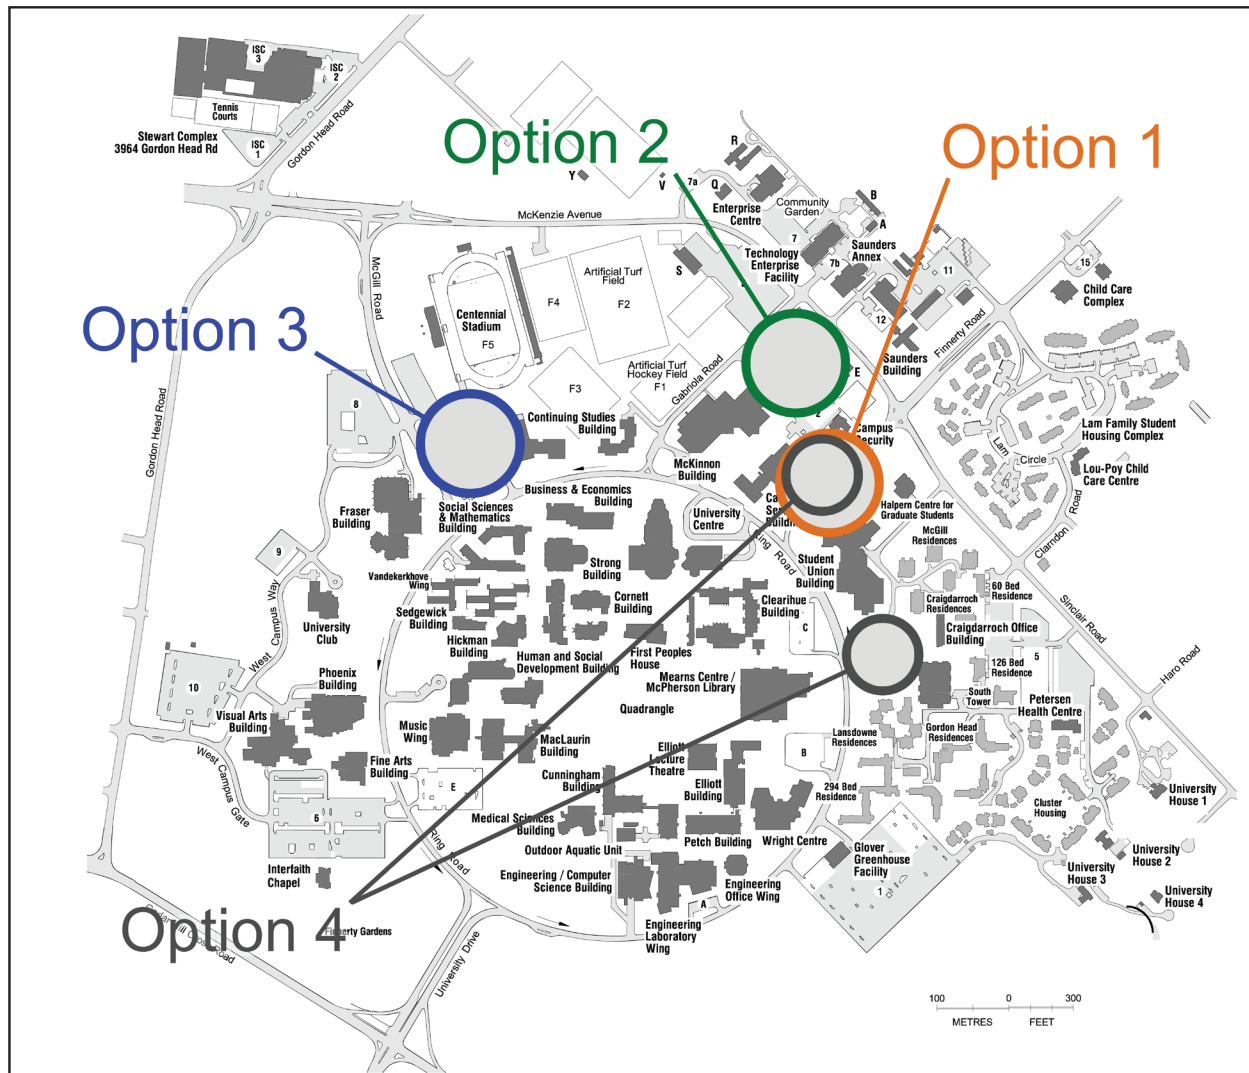 ISC
3
ISC
2
Tennis
Courts
Stewart Complex
3964 Gordon Head Rd
ISC
1
Gordon Head Road
Option 2
Option 1
Option 3
Option 4
R
Y
V
7a
Q
Enterprise
Centre
Community
Garden
B
A
McKenzie Avenue
7
Technology
Enterprise
Facility
7b
Saunders
Annex
S
11
15
Child Care
Complex
12
Saunders
Building
Finnerty Road
McGill Road
Centennial
Stadium
F5
F4
Artificial Turf
Field
F2
Artificial Turf
Hockey Field
F1
F3
Gabriola Road
E
2
Campus
Security
Gordon Head Road
8
Continuing Studies
Building
McKinnon
Building
Lam Family Student
Housing Complex
Lam
Circle
Lou-Poy Child
Care Centre
Clarndon Road
Fraser
Building
Social Sciences
& Mathematics
Building
Business & Economics
Building
University
Centre
Halpern Centre for
Graduate Students
McGill
Residences
Ring Road
Student
Union
Building
9
Vandekerkhove
Wing
Strong
Building
Sedgewick
Building
Cornett
Building
Clearihue
Building
C
Craigdarroch
Residences
60 Bed
Residence
Craigdarroch Office
Building
Sinclair Road
Haro Road
University
Club
West Campus Way
Hickman
Building
Human and Social
Development Building
First Peoples
House
126 Bed
Residence
5
10
Phoenix
Building
Mearns Centre /
McPherson Library
Quadrangle
South
Tower
Petersen
Health Centre
Visual Arts
Building
Music
Wing
MacLaurin
Building
Lansdowne
Residences
Gordon Head
Residences
Fine Arts
Building
E
Cunningham
Building
Elliott
Lecture
Theatre
Elliott
Building
B
294 Bed
Residence
West Campus Gate
6
Ring Road
Medical Sciences
Building
Outdoor Aquatic Unit
Petch Building
Wright Centre
Cluster
Housing
University
House 1
Interfaith
Chapel
Engineering / Computer
Science Building
Engineering
Office Wing
A
Engineering
Laboratory
Wing
Glover
Greenhouse
Facility
1
University
House 2
University
House 3
University
House 4
Finnerty Gardens
University Drive
100
0
300
METRES
FEET